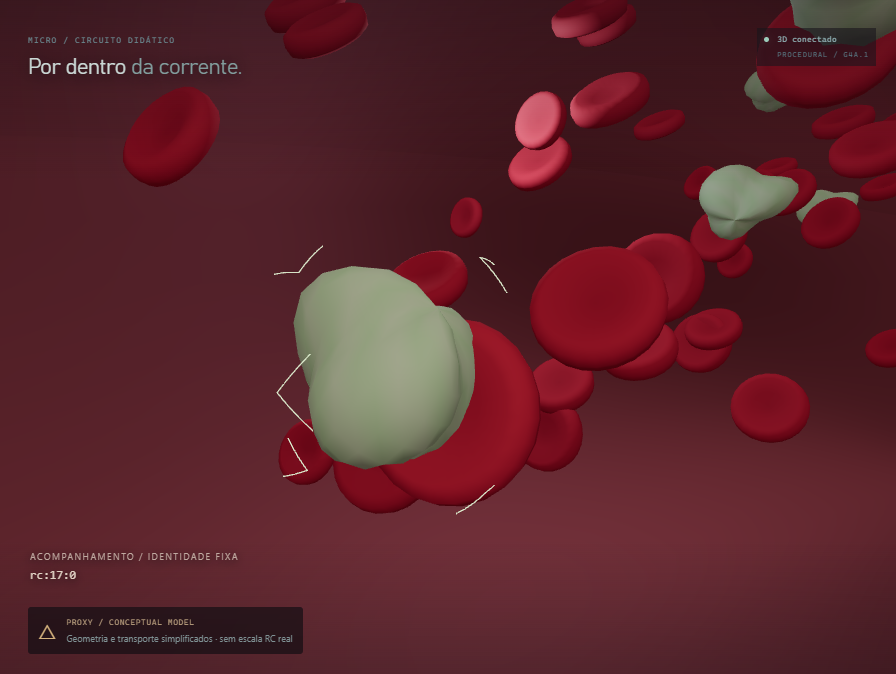 MICRO / CIRCUITO DIDÁTICO
Por dentro da corrente.
3D conectado
PROCEDURAL / G4A.1
ACOMPANHAMENTO / IDENTIDADE FIXA
rc:17:0
PROXY / CONCEPTUAL MODEL
Geometria e transporte simplificados · sem escala RC real